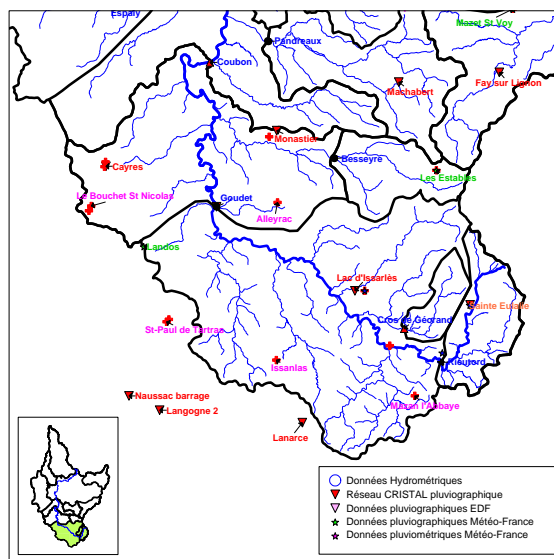 Espaly
Mazet St Voy
Pandreaux
Coubon
Fay sur Lignon
Machabert
Monastier
Besseyre
Cayres
Les Estables
Le Bouchet St Nicolas
Goudet
Alleyrac
Landos
Lac d'Issarlès
Sainte Eulalie
Cros de Géorand
St-Paul de Tartras
Rieutord
Issanlas
Mazan l'Abbaye
Naussac barrage
Langogne 2
Lanarce
Données Hydrométriques
Réseau CRISTAL pluviographique
Données pluviographiques EDF
Données pluviographiques Météo-France
Données pluviométriques Météo-France